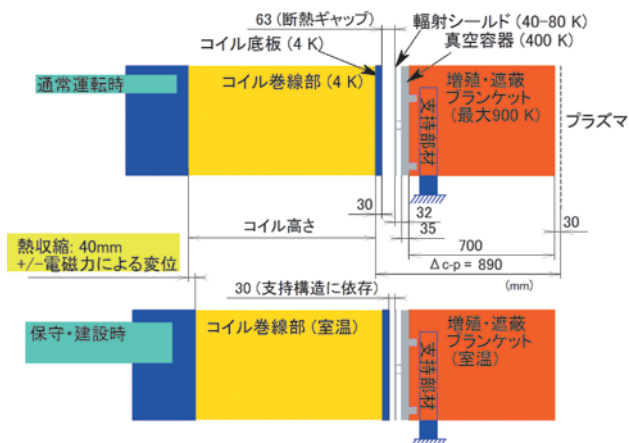 63 (断熱ギャップ)
輻射シールド (40-80 K)
コイル底板 (4 K)
真空容器 (400 K)
通常運転時
コイル巻線部 (4 K)
増殖・遮蔽
ブランケット
(最大900 K)
支持部材
プラズマ
30
32
35
30
コイル高さ
700
Δc-p = 890
(mm)
熱収縮: 40mm
+/-電磁力による変位
30 (支持構造に依存)
保守・建設時
コイル巻線部 (室温)
増殖・遮蔽
ブランケット
(室温)
支持部材